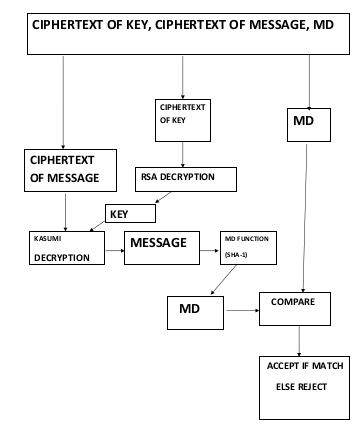 CIPHERTEXT OF KEY, CIPHERTEXT OF MESSAGE, MD
CIPHERTEXT
OF KEY
MD
CIPHERTEXT
OF MESSAGE
RSA DECRYPTION
KEY
KASUMI
DECRYPTION
MESSAGE
MD FUNCTION
(SHA-1)
MD
COMPARE
ACCEPT IF MATCH
ELSE REJECT